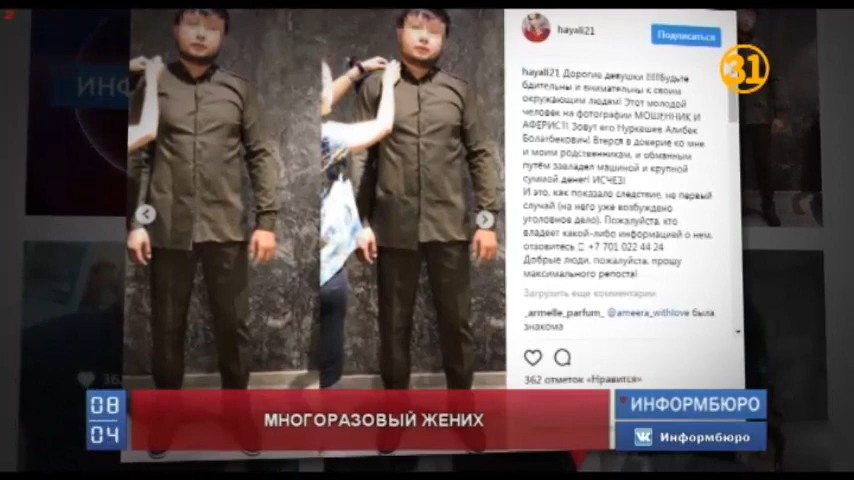 hayali21
Подписаться
31
hayali21 Дорогие девушки !!!!!Будьте
бдительны и внимательны к своим
окружающим людям! Этот молодой
человек на фотографии МОШЕННИК И
АФЕРИСТ! Зовут его Нуркешев Алибек
Болатбекович! Втерся в доверие ко мне
и моим родственникам, и обманным
путём завладел машиной и крупной
суммой денег! ИСЧЕЗ!
И это, как показало следствие, не первый
случай (на него уже возбуждено
уголовное дело). Пожалуйста, кто
владеет какой-либо информацией о нем,
отзовитесь +7 701 022 44 24
Добрые люди, пожалуйста, прошу
максимального репоста!
Загрузить еще комментарии
_armelle_parfum_ @ameera_withlove была
знакома
362 отметок «Нравится»
362
ИНФ
08
04
МНОГОРАЗОВЫЙ ЖЕНИХ
ИНФОРМБЮРО
Информбюро